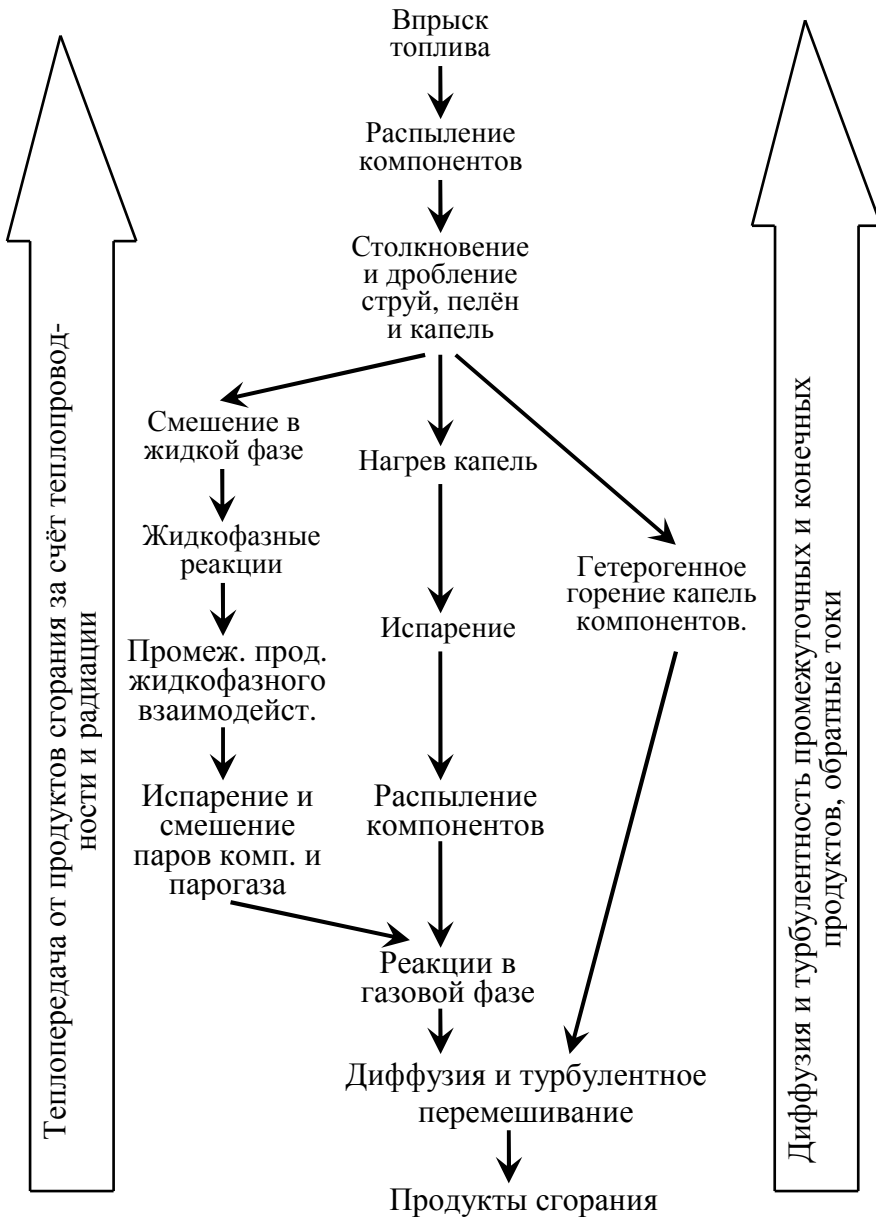 Впрыск
топлива
Распыление
компонентов
Столкновение
и дробление
струй, пелён
и капель
Смешение в
жидкой фазе
Нагрев капель
Жидкофазные
реакции
Гетерогенное
горение капель
компонентов.
Испарение
Промеж. прод.
жидкофазного
взаимодейст.
Испарение и
смешение
паров комп. и
парогаза
Распыление
компонентов
Реакции в
газовой фазе
Диффузия и турбулентное
перемешивание
Продукты сгорания
Теплопередача от продуктов сгорания за счёт теплопровод-
ности и радиации
Диффузия и турбулентность промежуточных и конечных
продуктов, обратные токи